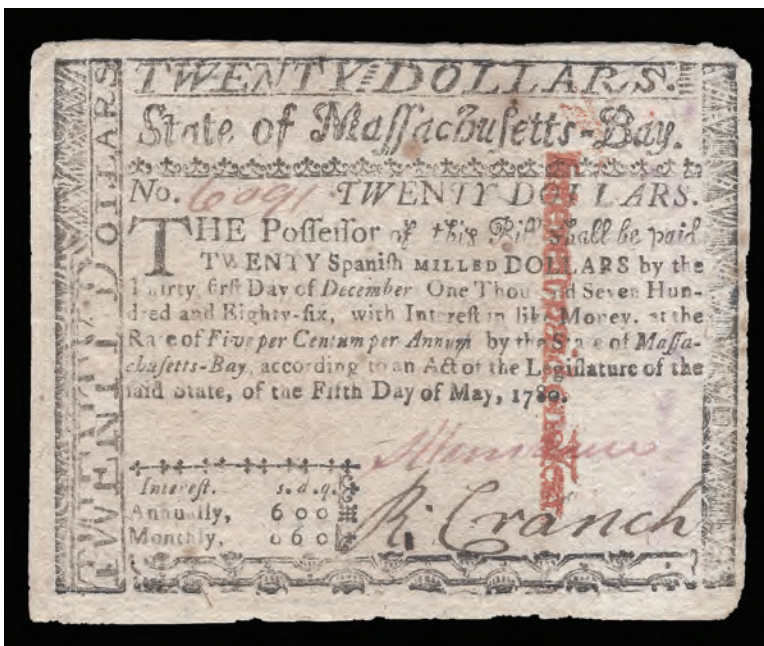 TWENTY DOLLARS.
State of Maſſachuſetts-Bay.
No. 6091 TWENTY DOLLARS.
THE Poſſeſſor of this Bill ſhall be paid
TWENTY Spaniſh MILLED DOLLARS by the
Thirty firſt Day of December One Thouſand Seven Hun-
dred and Eighty-ſix, with Intereſt in like Money, at the
Rate of Five per Centum per Annum by the State of Maſſa-
chuſetts-Bay, according to an Act of the Legiſlature of the
ſaid State, of the Fifth Day of May, 1780.
Intereſt. s. d. q.
Annually, 6 0 0
Monthly, 0 6 0
R. Cranch
TWENTY DOLLARS